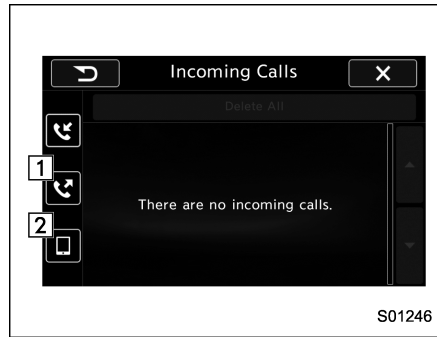 Incoming Calls
Delete All
1
2
There are no incoming calls.
S01246